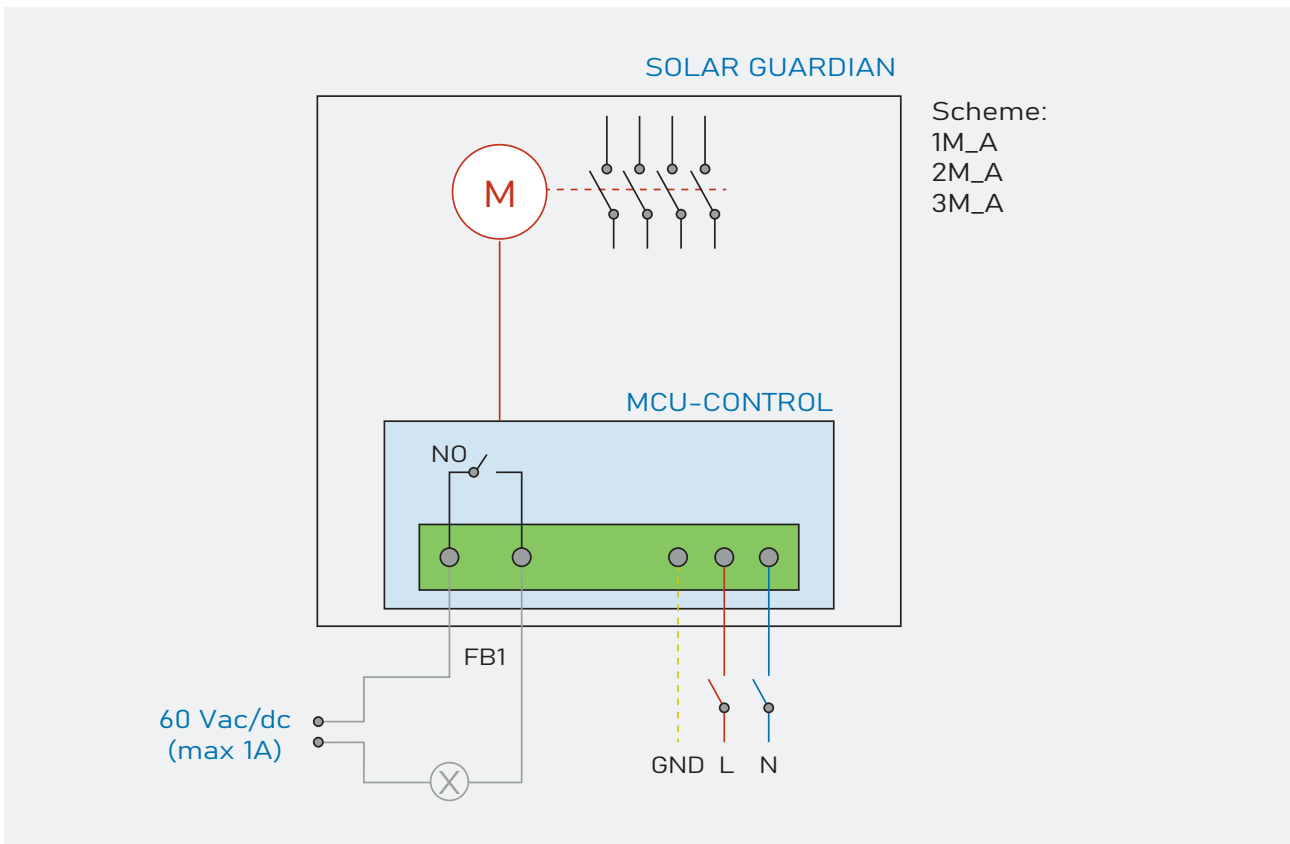 SOLAR GUARDIAN
Scheme:
1M_A
2M_A
3M_A
M
MCU-CONTROL
NO
FB1
60 Vac/dc
(max 1A)
X
GND L N